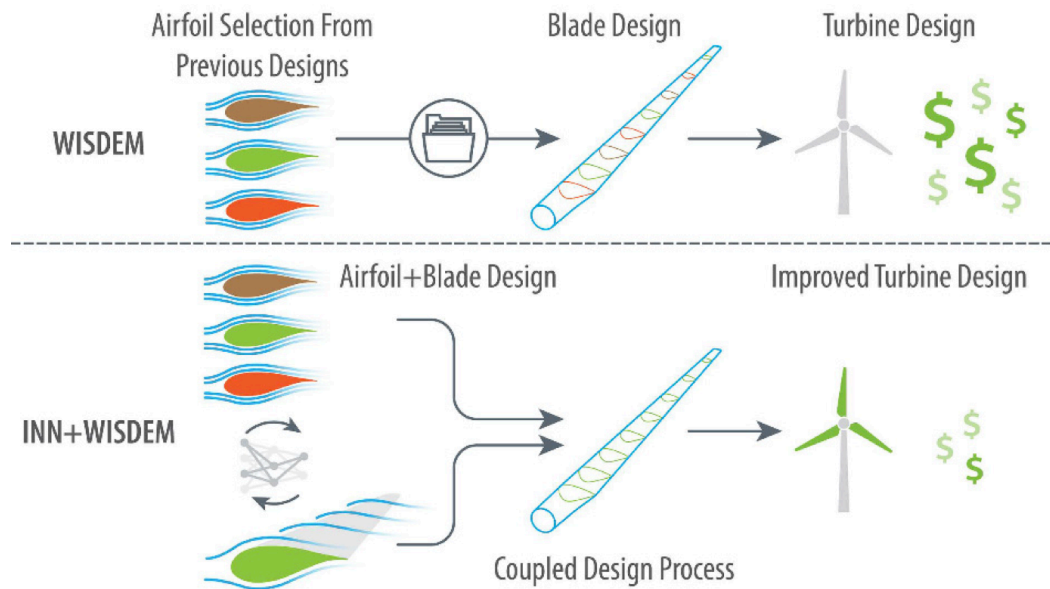 Airfoil Selection From
Previous Designs
Blade Design
Turbine Design
WISDEM
$ $ $ $ $ $
Airfoil+Blade Design
Improved Turbine Design
INN+WISDEM
$ $ $
Coupled Design Process